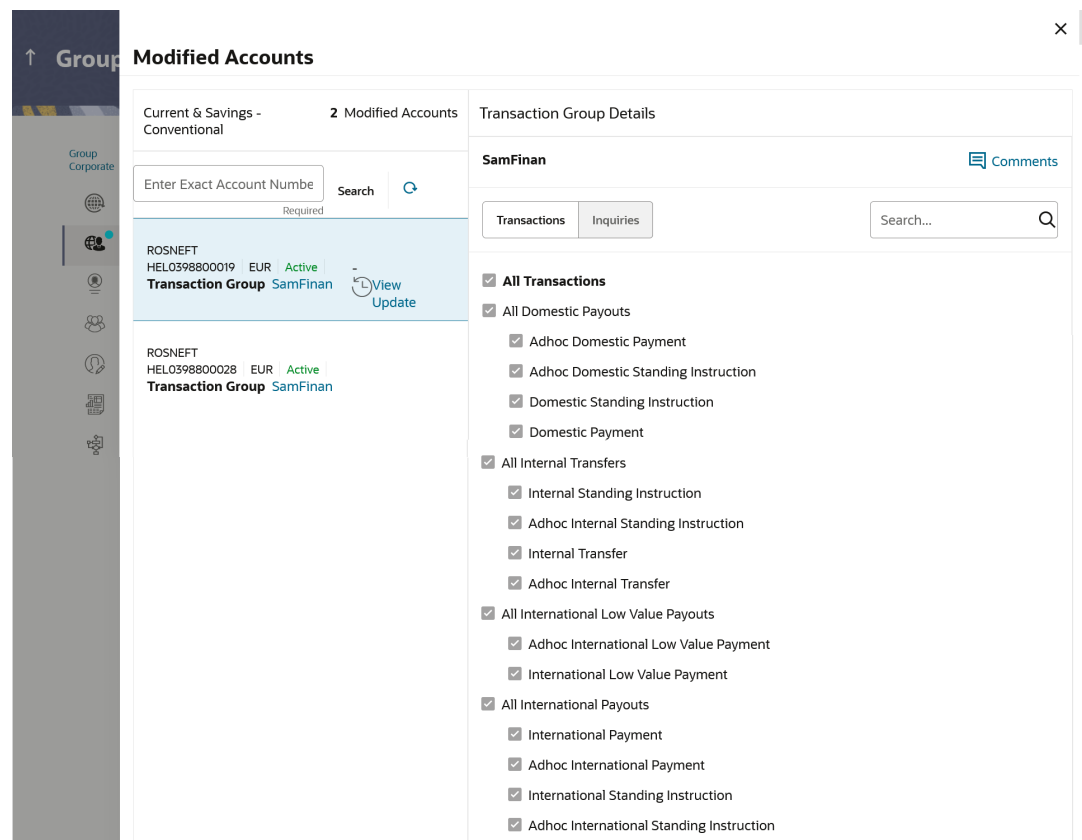 Group
Modified Accounts
Group
Corporate
Current & Savings -
Conventional
2 Modified Accounts
Enter Exact Account Numbe
Search
Required
ROSNEFT
HEL0398800019 EUR Active
Transaction Group SamFinan
-
View
Update
ROSNEFT
HEL0398800028 EUR Active
Transaction Group SamFinan
Transaction Group Details
SamFinan
Comments
Transactions
Inquiries
Search...
All Transactions
All Domestic Payouts
Adhoc Domestic Payment
Adhoc Domestic Standing Instruction
Domestic Standing Instruction
Domestic Payment
All Internal Transfers
Internal Standing Instruction
Adhoc Internal Standing Instruction
Internal Transfer
Adhoc Internal Transfer
All International Low Value Payouts
Adhoc International Low Value Payment
International Low Value Payment
All International Payouts
International Payment
Adhoc International Payment
International Standing Instruction
Adhoc International Standing Instruction